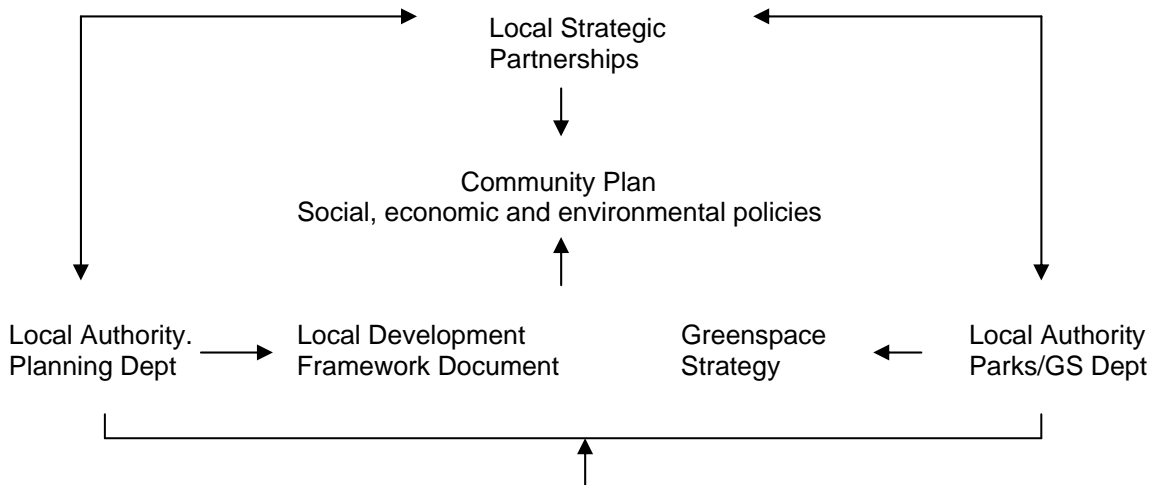 Local Strategic
Partnerships
Community Plan
Social, economic and environmental policies
Local Authority.
Planning Dept
Local Development
Framework Document
Greenspace
Strategy
Local Authority
Parks/GS Dept